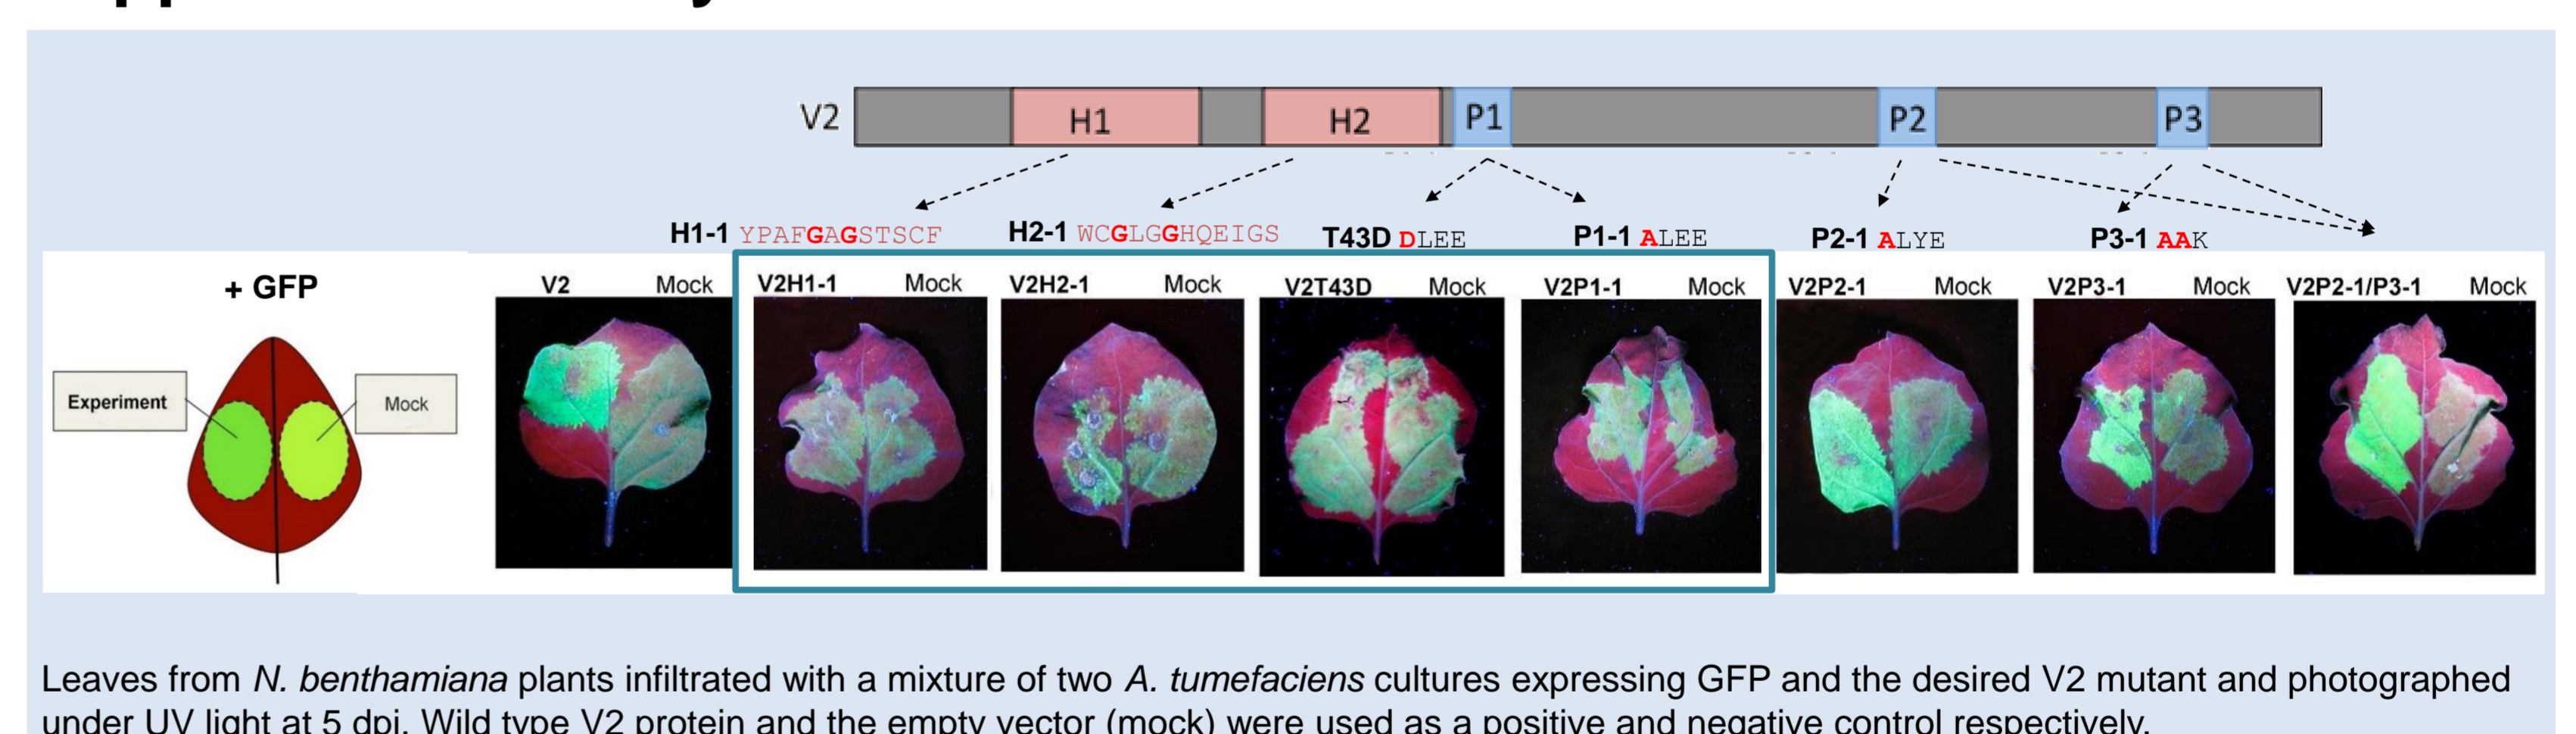 V2 H1 H2 P1 P2 P3
H1-1 YPAFGAGSTSCF H2-1 WCGLGGHQEIGS T43D DLEE P1-1 ALEE P2-1 ALYE P3-1 AAK
+ GFP
Experiment
Mock
V2 Mock
V2H1-1 Mock
V2H2-1 Mock
V2T43D Mock
V2P1-1 Mock
V2P2-1 Mock
V2P3-1 Mock
V2P2-1/P3-1 Mock
Leaves from N. benthamiana plants infiltrated with a mixture of two A. tumefaciens cultures expressing GFP and the desired V2 mutant and photographed
under UV light at 5 dpi. Wild type V2 protein and the empty vector (mock) were used as a positive and negative control respectively.